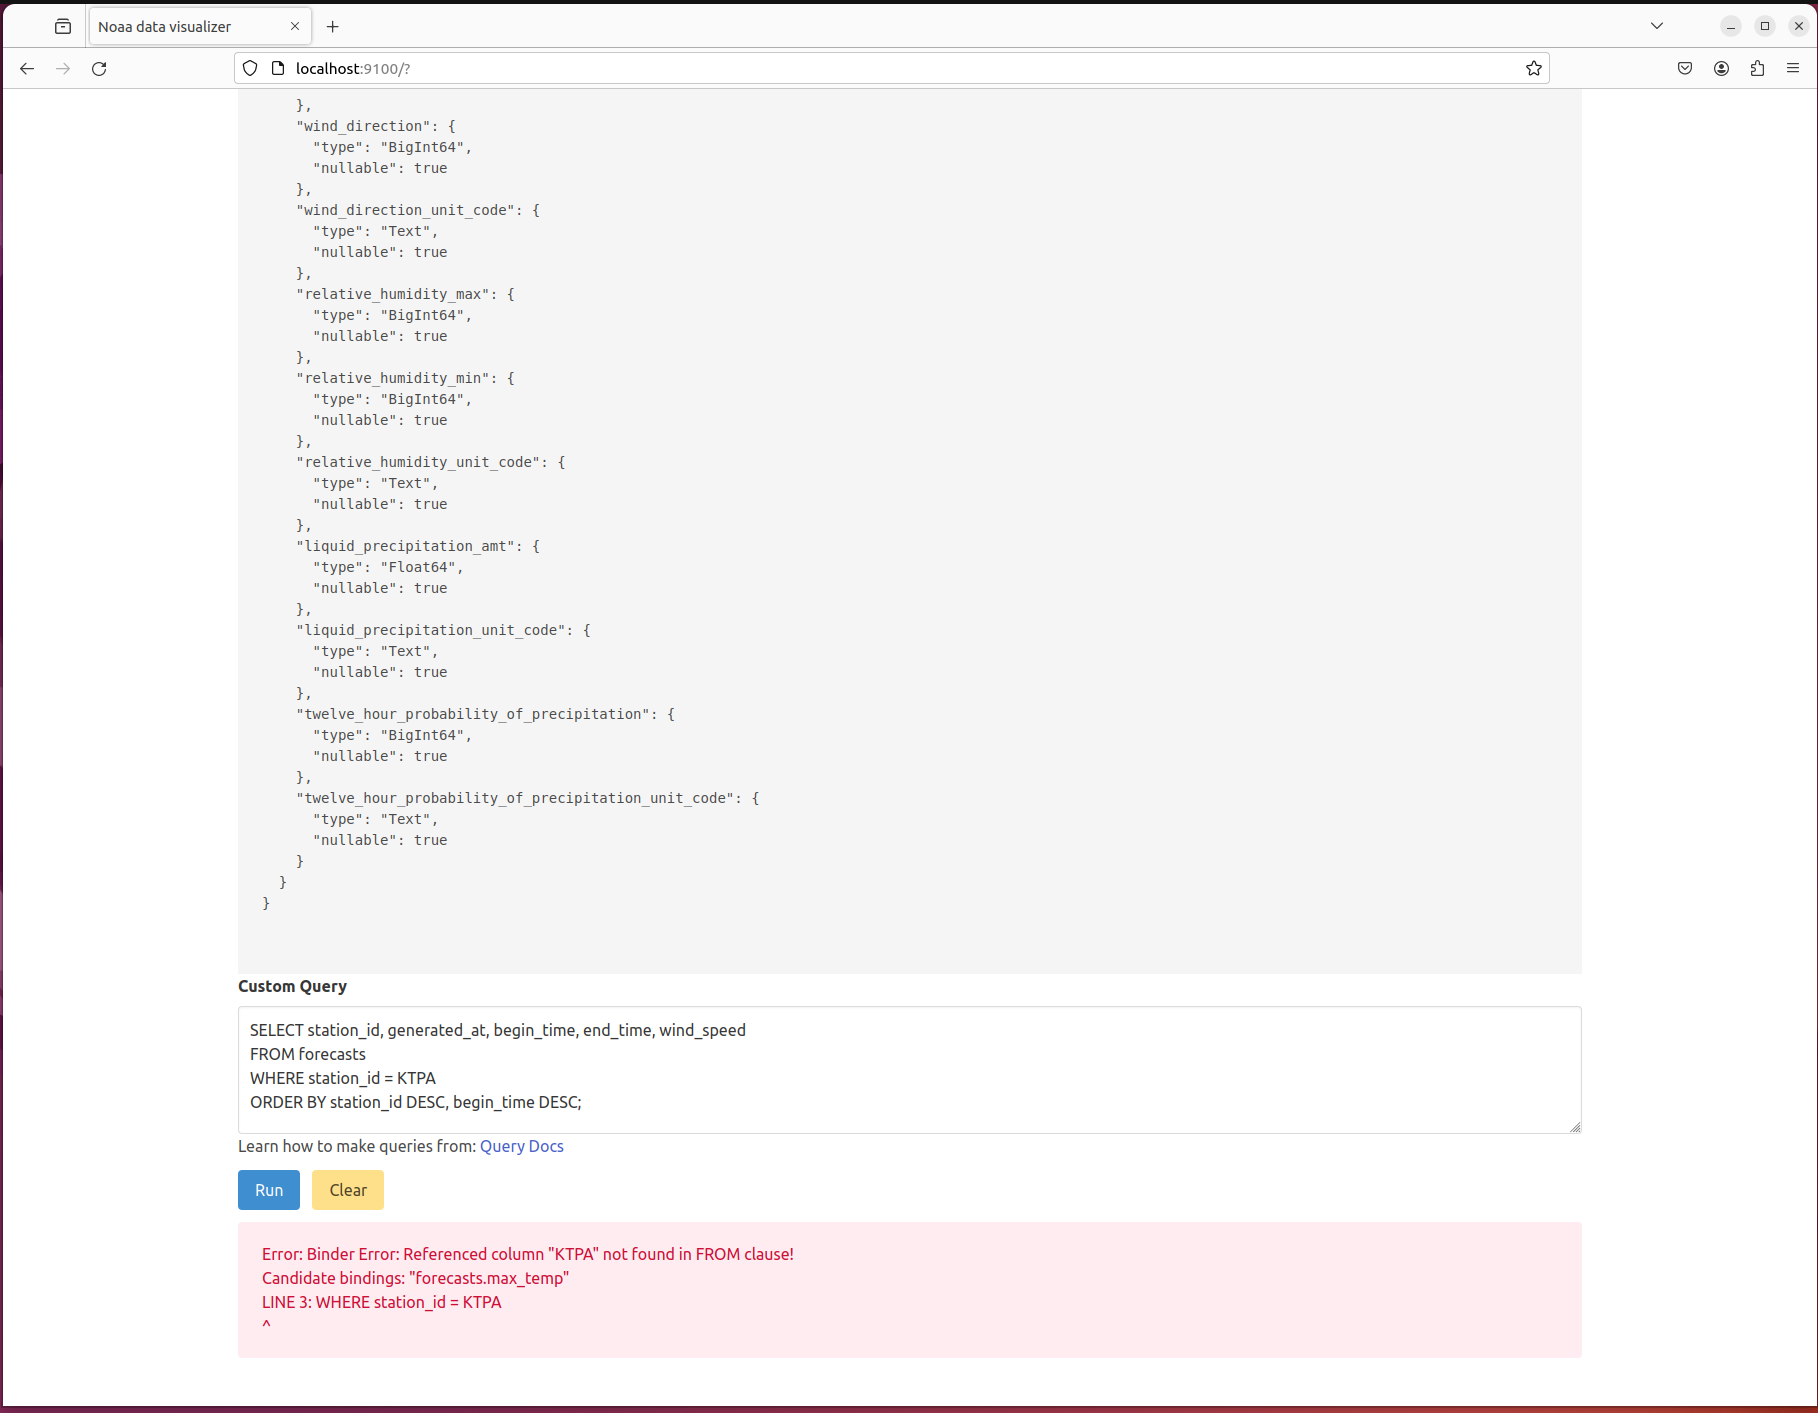 Noaa data visualizer
localhost:9100/?
},
"wind_direction": {
"type": "BigInt64",
"nullable": true
},
"wind_direction_unit_code": {
"type": "Text",
"nullable": true
},
"relative_humidity_max": {
"type": "BigInt64",
"nullable": true
},
"relative_humidity_min": {
"type": "BigInt64",
"nullable": true
},
"relative_humidity_unit_code": {
"type": "Text",
"nullable": true
},
"liquid_precipitation_amt": {
"type": "Float64",
"nullable": true
},
"liquid_precipitation_unit_code": {
"type": "Text",
"nullable": true
},
"twelve_hour_probability_of_precipitation": {
"type": "BigInt64",
"nullable": true
},
"twelve_hour_probability_of_precipitation_unit_code": {
"type": "Text",
"nullable": true
}
}
}
Custom Query
SELECT station_id, generated_at, begin_time, end_time, wind_speed
FROM forecasts
WHERE station_id = KTPA
ORDER BY station_id DESC, begin_time DESC;
Learn how to make queries from: Query Docs
Run Clear
Error: Binder Error: Referenced column "KTPA" not found in FROM clause!
Candidate bindings: "forecasts.max_temp"
LINE 3: WHERE station_id = KTPA
^